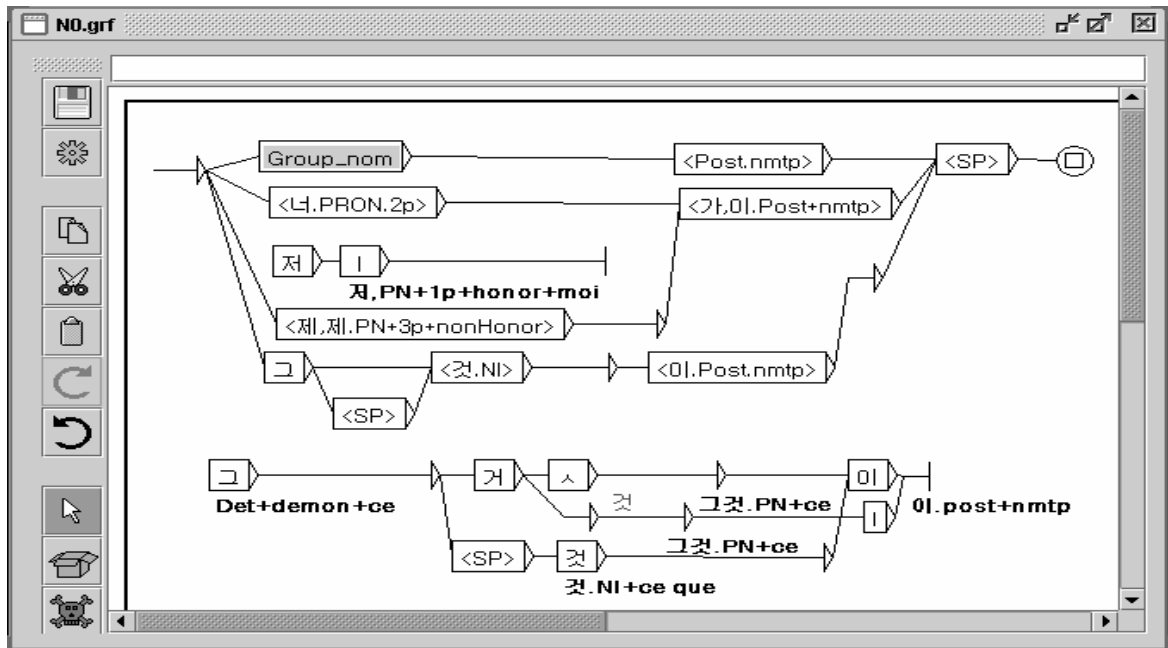 N0.grf
Group_nom <Post.nmtp> <SP>
<너.PRON.2p> <가,이.Post+nmtp>
저 ㅣ
저,PN+1p+honor+moi
<제,제.PN+3p+nonHonor>
그 <것.NI> <이.Post.nmtp>
<SP>
그 거 ㅅ 이
Det+demon+ce 것 그것.PN+ce ㅣ 이.post+nmtp
<SP> 것 그것.PN+ce
것.NI+ce que